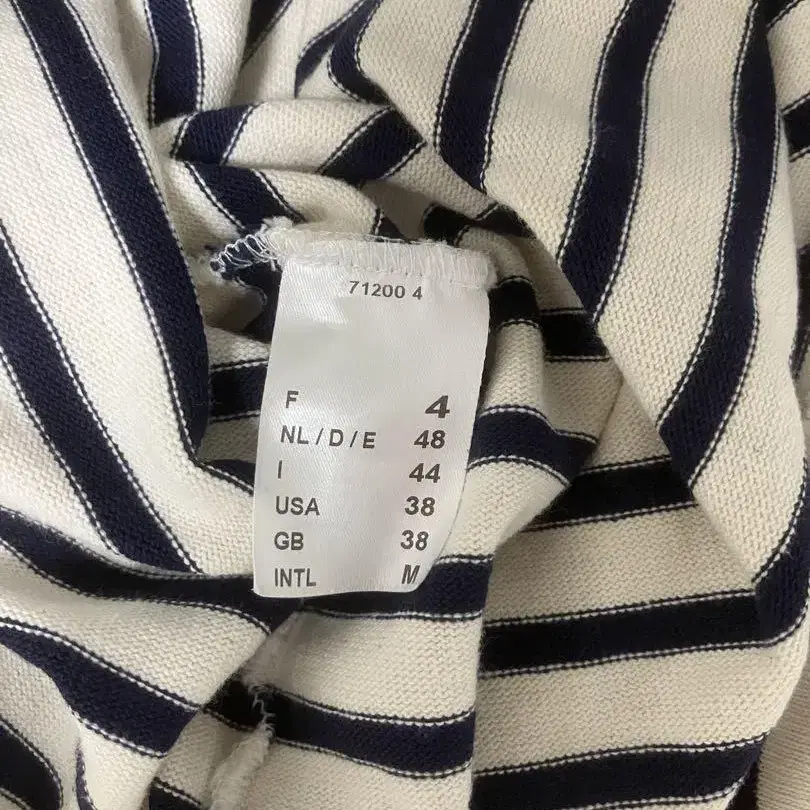 71200 4
F 4
NL / D / E 48
I 44
USA 38
GB 38
INTL M